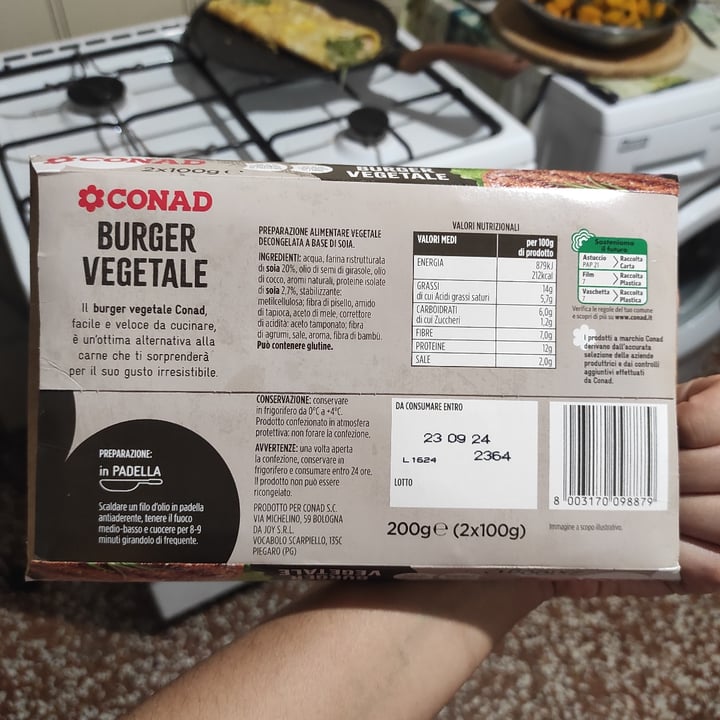 CONAD
2x100g
BURGER
VEGETALE
CONAD
BURGER
VEGETALE
Il burger vegetale Conad,
facile e veloce da cucinare,
è un'ottima alternativa alla
carne che ti sorprenderà
per il suo gusto irresistibile.
PREPARAZIONE:
in PADELLA
Scaldare un filo d'olio in padella
antiaderente, tenere il fuoco
medio-basso e cuocere per 8-9
minuti girandolo di frequente.
PREPARAZIONE ALIMENTARE VEGETALE
DECONGELATA A BASE DI SOIA.
INGREDIENTI: acqua, farina ristrutturata
di soia 20%, olio di semi di girasole, olio
di cocco, aromi naturali, proteine isolate
di soia 2,7%, stabilizzante:
metilcellulosa; fibra di pisello, amido
di tapioca, aceto di mele, correttore
di acidità: aceto tamponato; fibra
di agrumi, sale, aroma, fibra di bambù.
Può contenere glutine.
CONSERVAZIONE: conservare
in frigorifero da 0°C a +4°C.
Prodotto confezionato in atmosfera
protettiva: non forare la confezione.
AVVERTENZE: una volta aperta
la confezione, conservare in
frigorifero e consumare entro 24 ore.
Il prodotto non può essere
ricongelato.
PRODOTTO PER CONAD S.C.
VIA MICHELINO, 59 BOLOGNA
DA JOY S.R.L.
VOCABOLO SCARPIELLO, 135C
PIEGARO (PG)
VALORI NUTRIZIONALI
VALORI MEDI per 100g
di prodotto
ENERGIA 879kJ
212kcal
GRASSI 14g
di cui Acidi grassi saturi 5,7g
CARBOIDRATI 6,0g
di cui Zuccheri 1,2g
FIBRE 7,0g
PROTEINE 12g
SALE 2,0g
DA CONSUMARE ENTRO
23 09 24
L 1624 2364
LOTTO
200g e (2x100g)
Sosteniamo
il futuro
Astuccio Raccolta
PAP 21 Carta
Film Raccolta
7 Plastica
Vaschetta Raccolta
7 Plastica
Verifica le regole del tuo comune
e scopri di più su www.conad.it
I prodotti a marchio Conad
derivano dall'accurata
selezione delle aziende
produttrici e dai controlli
aggiuntivi effettuati
da Conad.
8 003170 098879
Immagine a scopo illustrativo.
BURGER
VEGETALE